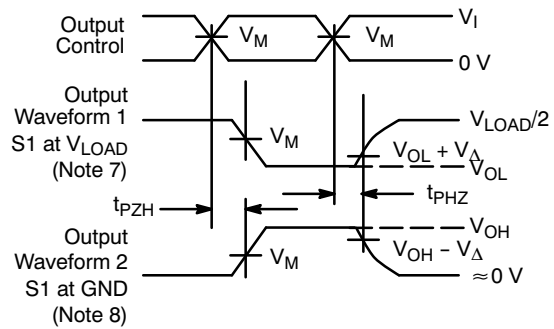 Output
Control
V_M
V_M
V_I
0 V
Output
Waveform 1
S1 at V_LOAD
(Note 7)
V_M
V_LOAD/2
V_OL + V_Δ
V_OL
t_PZH
t_PHZ
Output
Waveform 2
S1 at GND
(Note 8)
V_M
V_OH
V_OH – V_Δ
≈0 V